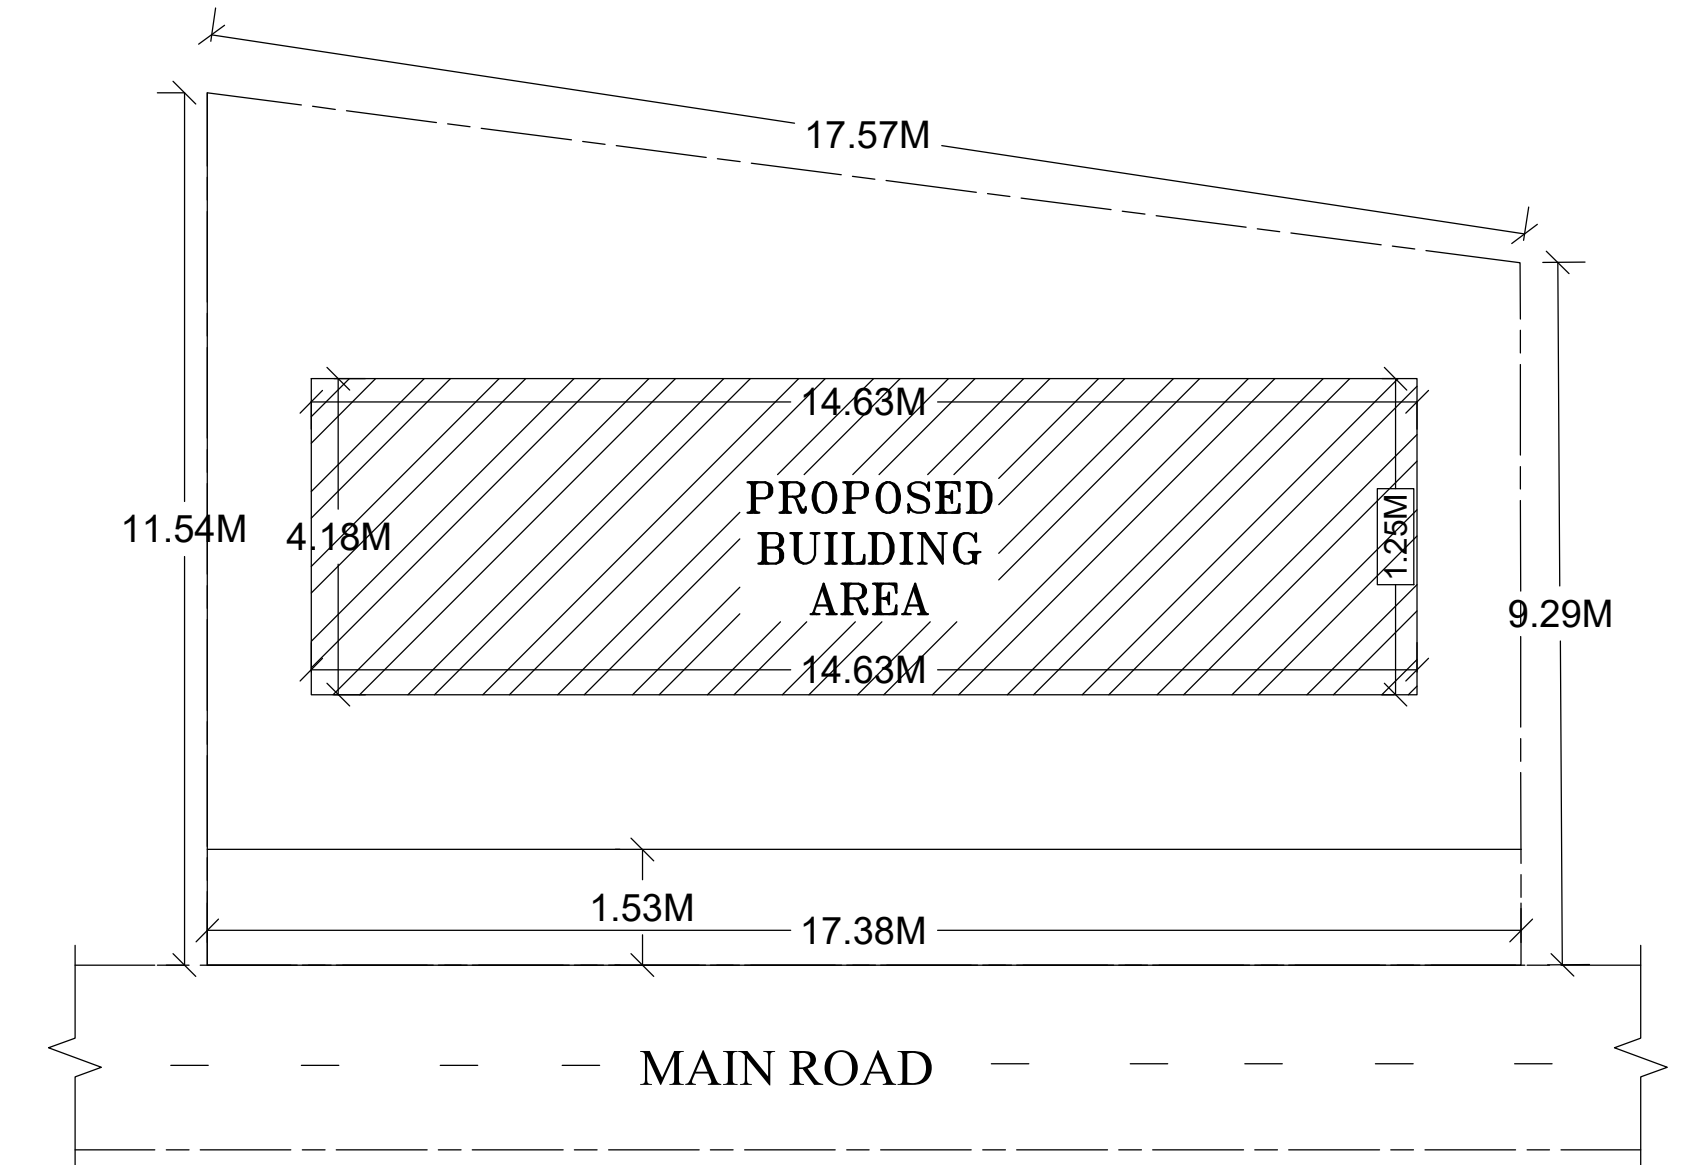 17.57M
14.63M
PROPOSED
BUILDING
AREA
11.54M
4.18M
1.25M
9.29M
14.63M
1.53M
17.38M
MAIN ROAD